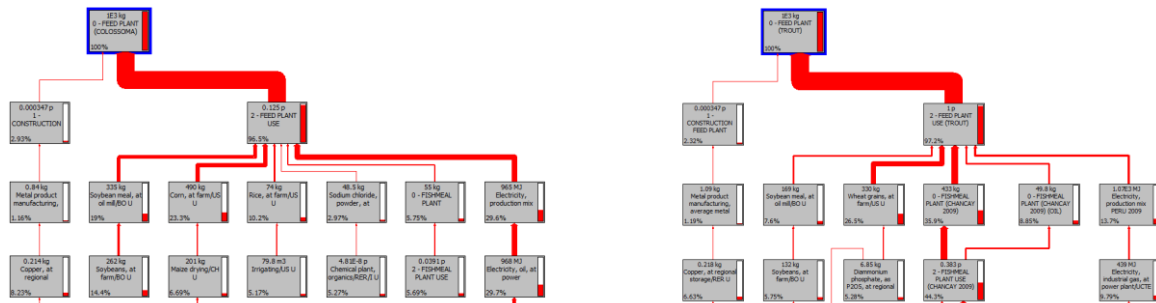 1E3 kg
0 - FEED PLANT
(COLOSSOMA)
100%
0.000347 p
1 -
CONSTRUCTION
2.93%
0.125 p
2 - FEED PLANT
USE
96.5%
0.84 kg
Metal product
manufacturing,
1.16%
335 kg
Soybean meal, at
oil mill/BO U
19%
490 kg
Corn, at farm/US
U
23.3%
74 kg
Rice, at farm/US
U
10.2%
48.5 kg
Sodium chloride,
powder, at
2.97%
55 kg
0 - FISHMEAL
PLANT
5.75%
965 MJ
Electricity,
production mix
29.6%
0.214 kg
Copper, at
regional
8.23%
262 kg
Soybeans, at
farm/BO U
14.4%
201 kg
Maize drying/CH
U
6.69%
79.8 m3
Irrigating/US U
5.17%
4.81E-8 p
Chemical plant,
organics/RER/I U
5.27%
0.0391 p
2 - FISHMEAL
PLANT USE
5.69%
968 MJ
Electricity, oil, at
power
29.7%
1E3 kg
0 - FEED PLANT
(TROUT)
100%
0.000347 p
1 -
CONSTRUCTION
FEED PLANT
2.32%
1 p
2 - FEED PLANT
USE (TROUT)
97.2%
1.09 kg
Metal product
manufacturing,
average metal
1.19%
169 kg
Soybean meal, at
oil mill/BO U
7.6%
330 kg
Wheat grains, at
farm/US U
26.5%
433 kg
0 - FISHMEAL
PLANT (CHANCAY
2009)
35.9%
49.8 kg
0 - FISHMEAL
PLANT (CHANCAY
2009) (OIL)
8.85%
1.07E3 MJ
Electricity,
production mix
PERU 2009
13.7%
0.218 kg
Copper, at regional
storage/RER U
6.63%
132 kg
Soybeans, at
farm/BO U
5.75%
6.85 kg
Diammonium
phosphate, as
P2O5, at regional
5.28%
0.383 p
2 - FISHMEAL
PLANT USE
(CHANCAY 2009)
44.3%
439 MJ
Electricity,
industrial gas, at
power plant/UCTE
9.79%